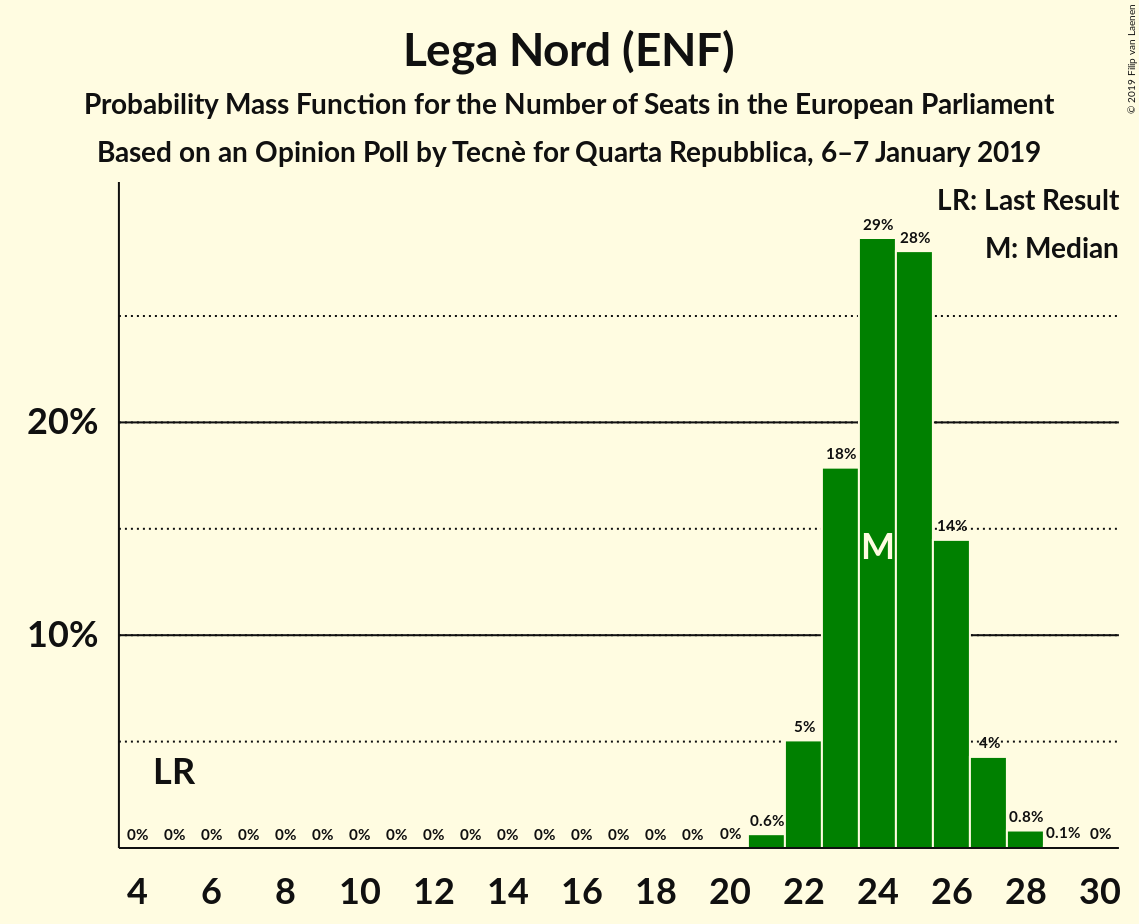 Lega Nord (ENF)
Probability Mass Function for the Number of Seats in the European Parliament
Based on an Opinion Poll by Tecnè for Quarta Repubblica, 6–7 January 2019
© 2019 Filip van Laenen
LR: Last Result
M: Median
29%
28%
20%
18%
14%
M
10%
5%
4%
LR
0% 0% 0% 0% 0% 0% 0% 0% 0% 0% 0% 0% 0% 0% 0% 0% 0% 0.6% 0.8% 0.1% 0%
4 6 8 10 12 14 16 18 20 22 24 26 28 30